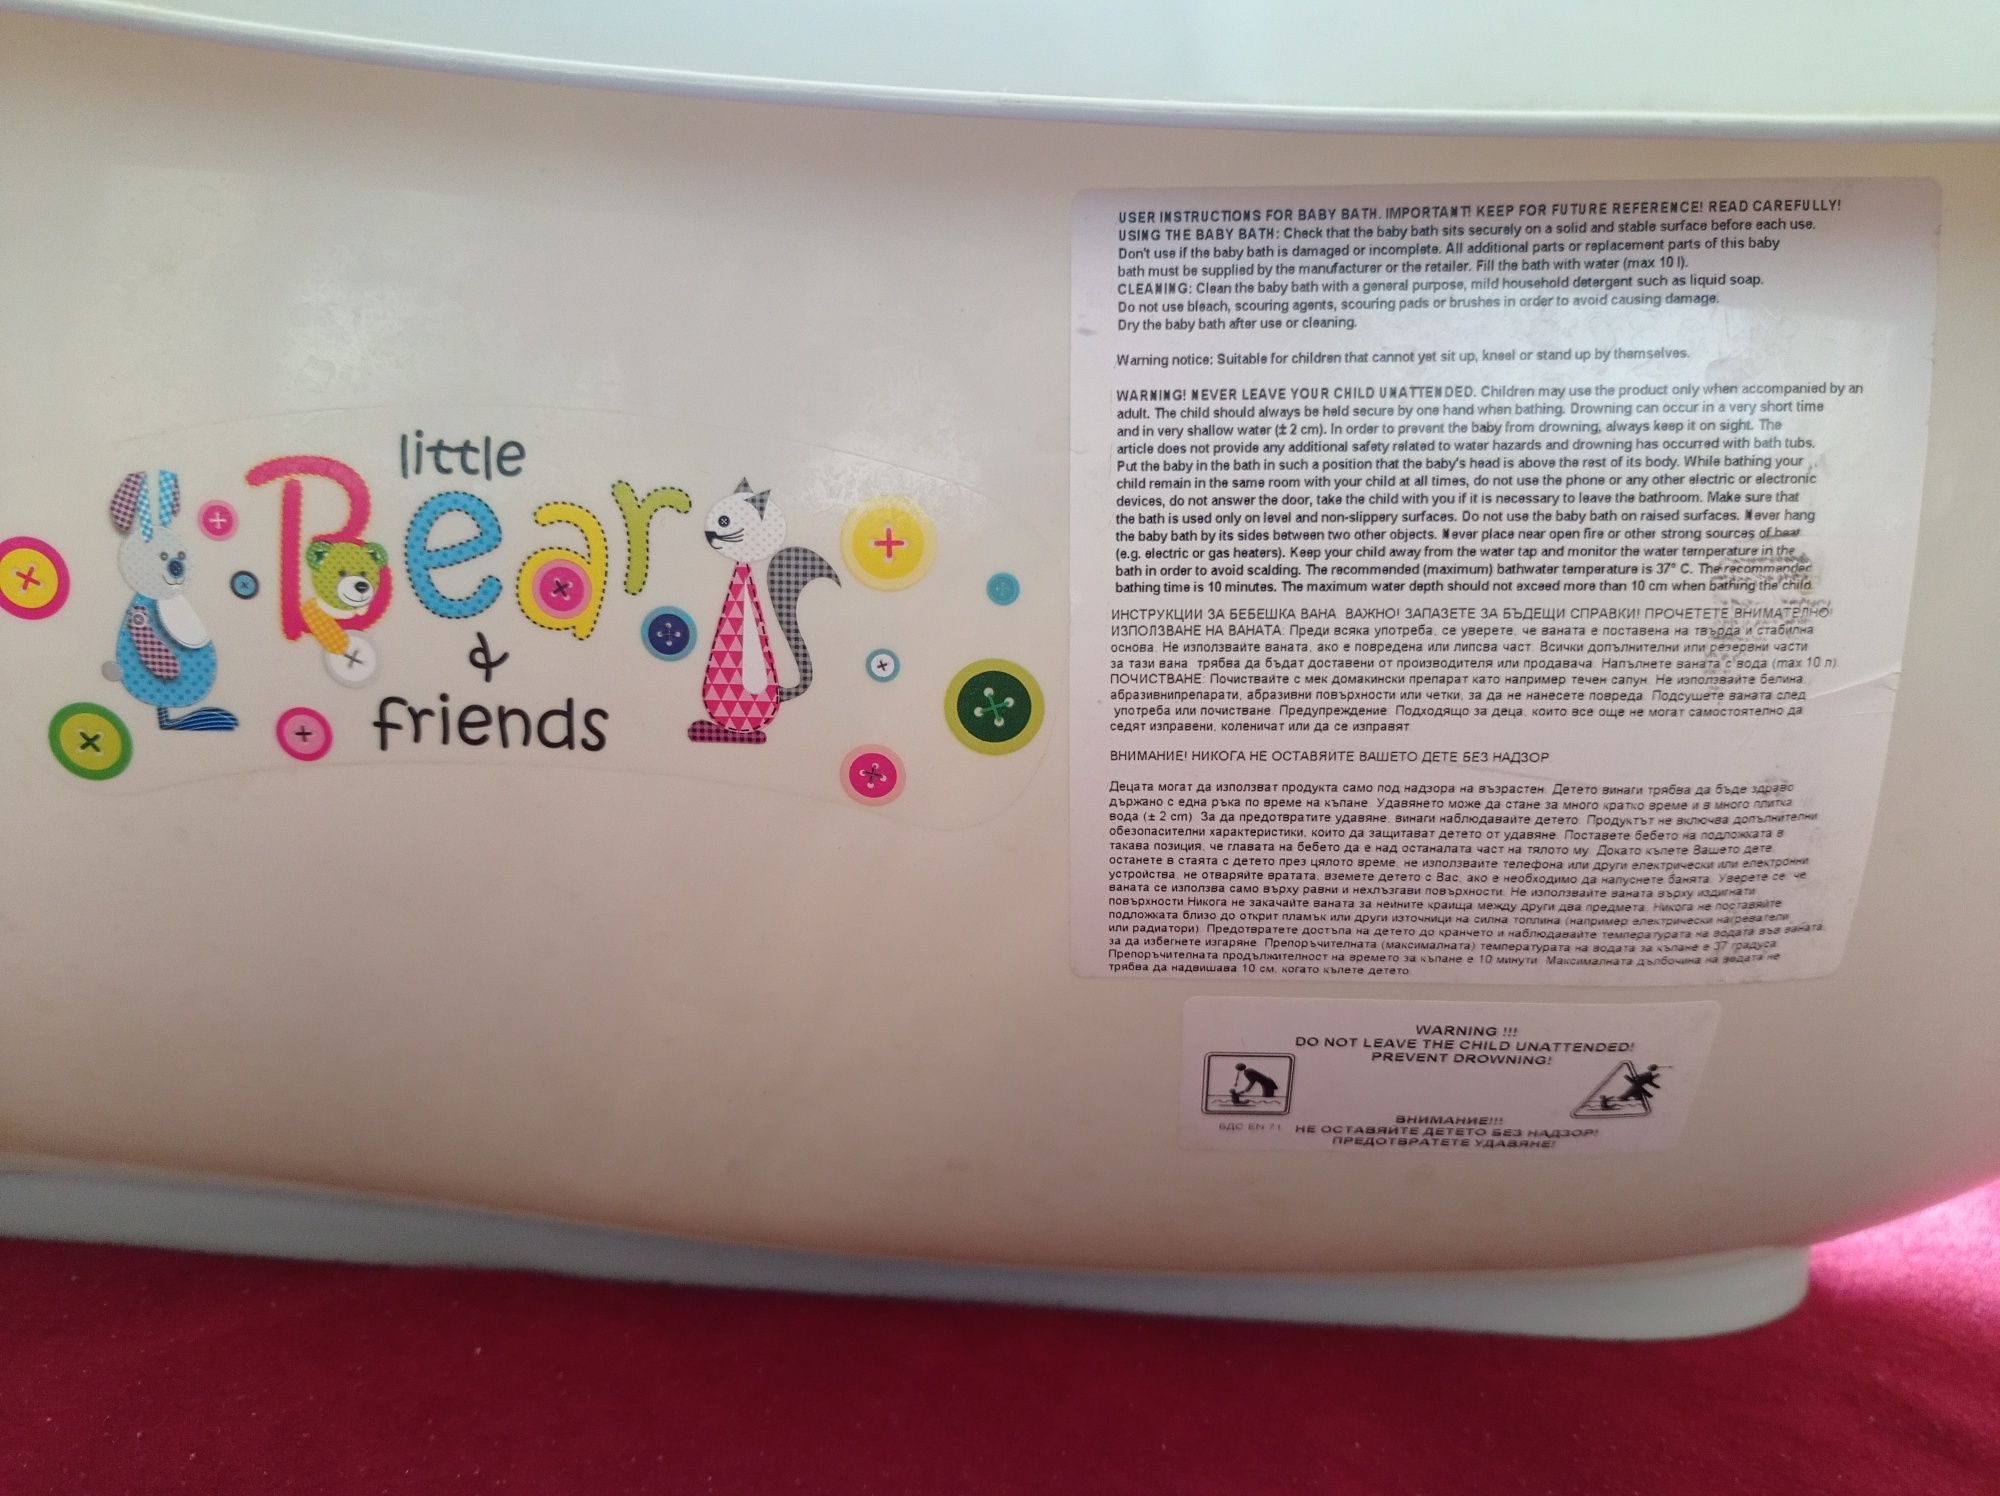 little
Bear
&
friends
USER INSTRUCTIONS FOR BABY BATH. IMPORTANT! KEEP FOR FUTURE REFERENCE! READ CAREFULLY!
USING THE BABY BATH: Check that the baby bath sits securely on a solid and stable surface before each use.
Don't use if the baby bath is damaged or incomplete. All additional parts or replacement parts of this baby
bath must be supplied by the manufacturer or the retailer. Fill the bath with water (max 10 l).
CLEANING: Clean the baby bath with a general purpose, mild household detergent such as liquid soap.
Do not use bleach, scouring agents, scouring pads or brushes in order to avoid causing damage.
Dry the baby bath after use or cleaning.
Warning notice: Suitable for children that cannot yet sit up, kneel or stand up by themselves.
WARNING! NEVER LEAVE YOUR CHILD UNATTENDED. Children may use the product only when accompanied by an
adult. The child should always be held secure by one hand when bathing. Drowning can occur in a very short time
and in very shallow water (± 2 cm). In order to prevent the baby from drowning, always keep it on sight. The
article does not provide any additional safety related to water hazards and drowning has occurred with bath tubs.
Put the baby in the bath in such a position that the baby's head is above the rest of its body. While bathing your
child remain in the same room with your child at all times, do not use the phone or any other electric or electronic
devices, do not answer the door, take the child with you if it is necessary to leave the bathroom. Make sure that
the bath is used only on level and non-slippery surfaces. Do not use the baby bath on raised surfaces. Never hang
the baby bath by its sides between two other objects. Never place near open fire or other strong sources of heat
(e.g. electric or gas heaters). Keep your child away from the water tap and monitor the water temperature in the
bath in order to avoid scalding. The recommended (maximum) bathwater temperature is 37° C. The recommended
bathing time is 10 minutes. The maximum water depth should not exceed more than 10 cm when bathing the child.
ИНСТРУКЦИИ ЗА БЕБЕШКА ВАНА. ВАЖНО! ЗАПАЗЕТЕ ЗА БЪДЕЩИ СПРАВКИ! ПРОЧЕТЕТЕ ВНИМАТЕЛНО!
ИЗПОЛЗВАНЕ НА ВАНАТА: Преди всяка употреба, се уверете, че ваната е поставена на твърда и стабилна
основа. Не използвайте ваната, ако е повредена или липсва част. Всички допълнителни или резервни части
за тази вана трябва да бъдат доставени от производителя или продавача. Напълнете ваната с вода (max 10 л).
ПОЧИСТВАНЕ: Почиствайте с мек домакински препарат като например течен сапун. Не използвайте белина,
абразивнипрепарати, абразивни повърхности или четки, за да не нанесете повреда. Подсушете ваната след
употреба или почистване. Предупреждение: Подходящо за деца, които все още не могат самостоятелно да
седят изправени, коленичат или да се изправят.
ВНИМАНИЕ! НИКОГА НЕ ОСТАВЯЙТЕ ВАШЕТО ДЕТЕ БЕЗ НАДЗОР.
Децата могат да използват продукта само под надзора на възрастен. Детето винаги трябва да бъде здраво
държано с една ръка по време на къпане. Удавянето може да стане за много кратко време и в много плитка
вода (± 2 cm). За да предотвратите удавяне, винаги наблюдавайте детето. Продуктът не включва допълнителни
обезопасителни характеристики, които да защитават детето от удавяне. Поставете бебето на подложката в
такава позиция, че главата на бебето да е над останалата част на тялото му. Докато къпете Вашето дете,
останете в стаята с детето през цялото време, не използвайте телефона или други електрически или електронни
устройства, не отваряйте вратата, вземете детето с Вас, ако е необходимо да напуснете банята. Уверете се, че
ваната се използва само върху равни и нехлъзгави повърхности. Не използвайте ваната върху издигнати
повърхности.Никога не закачайте ваната за нейните краища между други два предмета. Никога не поставяйте
подложката близо до открит пламък или други източници на силна топлина (например електрически нагреватели
или радиатори). Предотвратете достъпа на детето до кранчето и наблюдавайте температурата на водата във ваната,
за да избегнете изгаряне. Препоръчителната (максималната) температурата на водата за къпане е 37 градуса.
Препоръчителната продължителност на времето за къпане е 10 минути. Максималната дълбочина на водата не
трябва да надвишава 10 см, когато къпете детето.
WARNING !!!
DO NOT LEAVE THE CHILD UNATTENDED!
PREVENT DROWNING!
ВНИМАНИЕ!!!
БДС EN 71 НЕ ОСТАВЯЙТЕ ДЕТЕТО БЕЗ НАДЗОР!
ПРЕДОТВРАТЕТЕ УДАВЯНЕ!